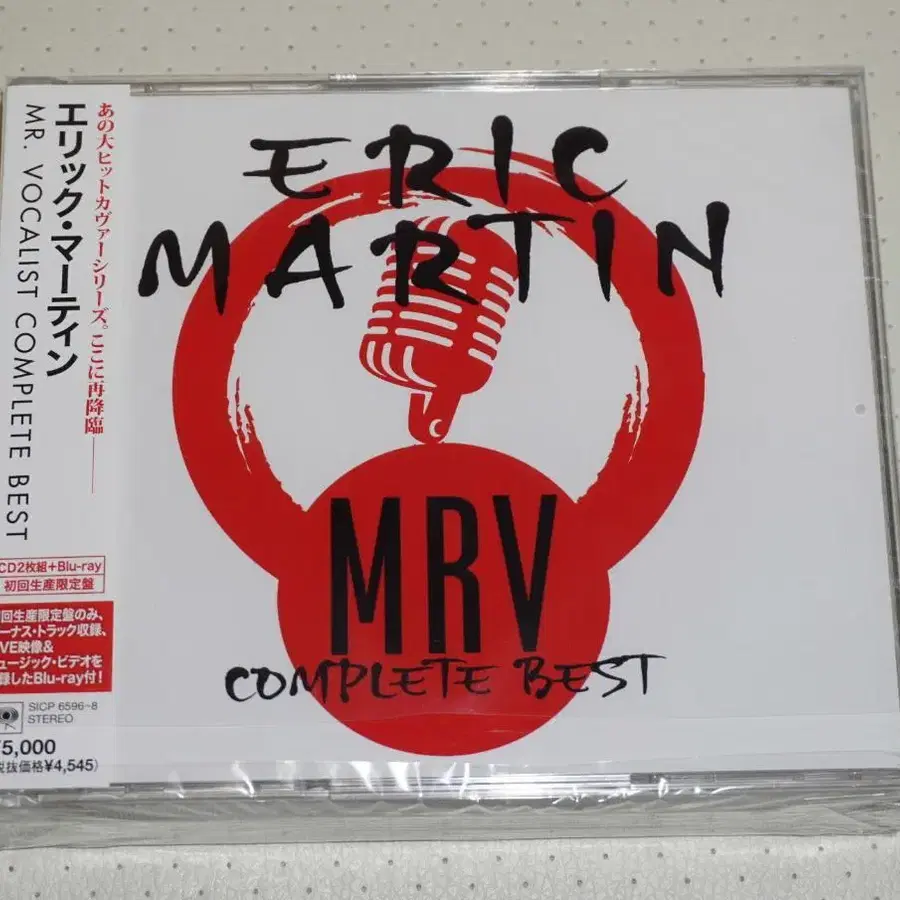 あの大ヒットカヴァーシリーズ。ここに再降臨――
エリック・マーティン
MR. VOCALIST COMPLETE BEST
CD2枚組+Blu-ray
初回生産限定盤
回生産限定盤のみ、
ーナス・トラック収録、
VE映像&
ュージック・ビデオを
録したBlu-ray付!
SICP 6596~8
STEREO
¥5,000
税抜価格¥4,545)
ERIC
MARTIN
MRV
COMPLETE BEST